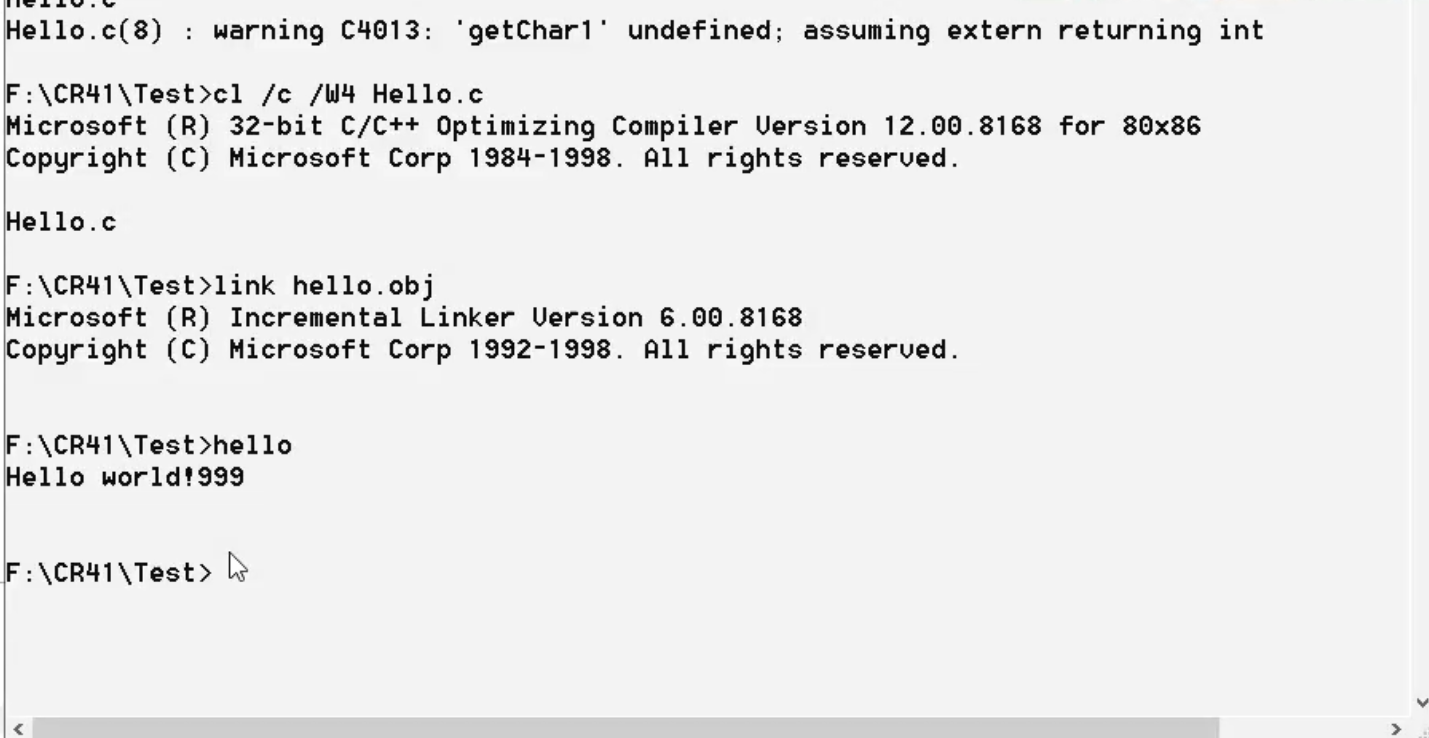 Hello.c
Hello.c(8) : warning C4013: 'getChar1' undefined; assuming extern returning int
F:\CR41\Test>cl /c /W4 Hello.c
Microsoft (R) 32-bit C/C++ Optimizing Compiler Version 12.00.8168 for 80x86
Copyright (C) Microsoft Corp 1984-1998. All rights reserved.
Hello.c
F:\CR41\Test>link hello.obj
Microsoft (R) Incremental Linker Version 6.00.8168
Copyright (C) Microsoft Corp 1992-1998. All rights reserved.
F:\CR41\Test>hello
Hello world!999
F:\CR41\Test>